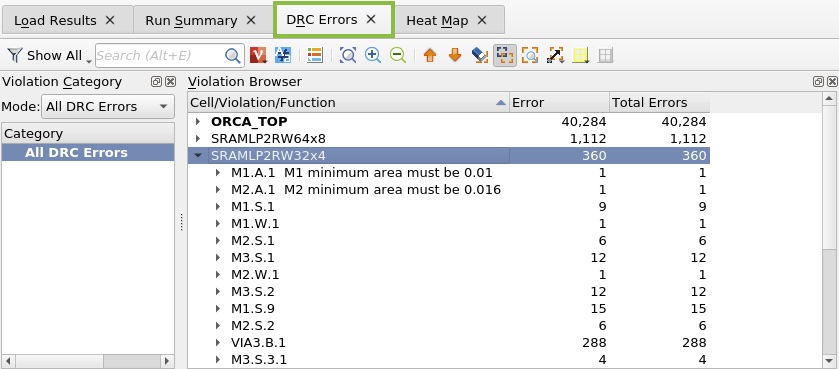 Load Results Run Summary DRC Errors Heat Map
Show All Search (Alt+E)
Violation Category Violation Browser
Mode: All DRC Errors
Category
All DRC Errors
Cell/Violation/Function Error Total Errors
ORCA_TOP 40,284 40,284
SRAMLP2RW64x8 1,112 1,112
SRAMLP2RW32x4 360 360
M1.A.1 M1 minimum area must be 0.01 1 1
M2.A.1 M2 minimum area must be 0.016 1 1
M1.S.1 9 9
M1.W.1 1 1
M2.S.1 6 6
M3.S.1 12 12
M2.W.1 1 1
M3.S.2 12 12
M1.S.9 15 15
M2.S.2 6 6
VIA3.B.1 288 288
M3.S.3.1 4 4